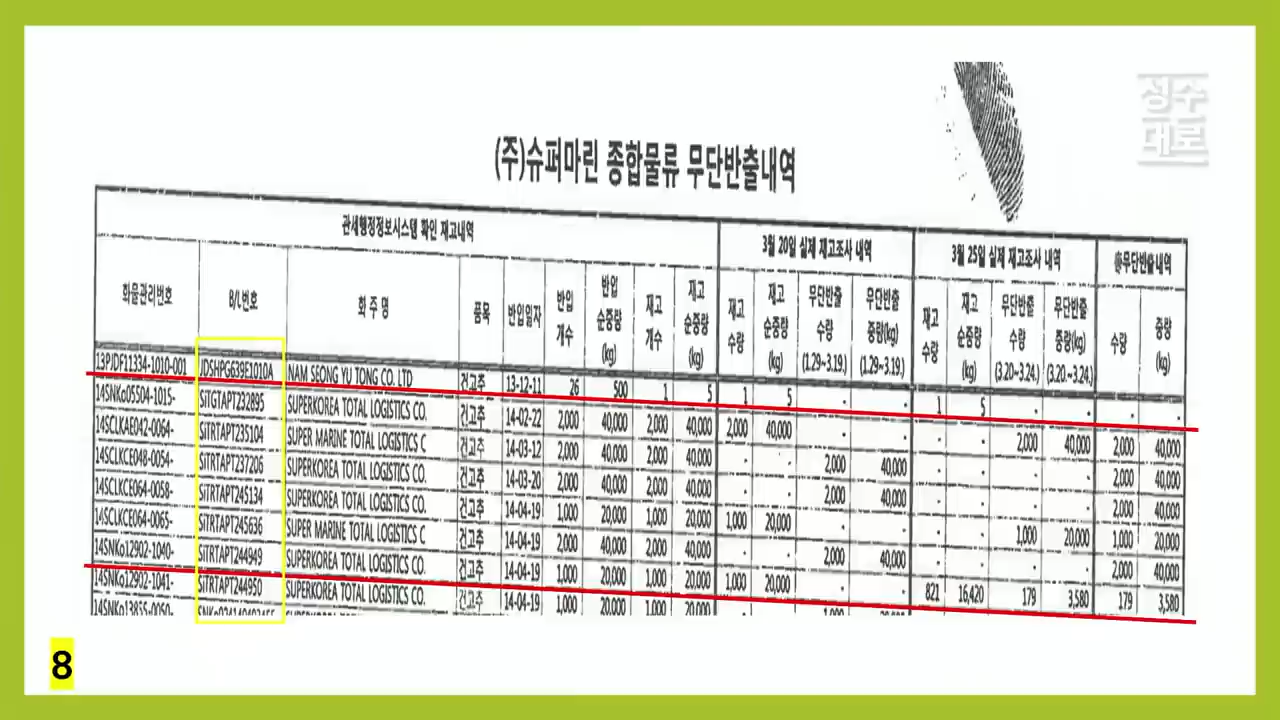 성수
대로
(주)슈퍼마린 종합물류 무단반출내역
관세행정정보시스템 확인 재고내역 3월 20일 실제 재고조사 내역 3월 25일 실제 재고조사 내역 총무단반출내역
화물관리번호 B/L번호 화 주 명 품목 반입일자 반입 개수 반입 순중량 (kg) 재고 개수 재고 순중량 (kg) 재고 수량 재고 순중량 (kg) 무단반출 수량 (1.29~3.19.) 무단반출 중량(kg) (1.29~3.19.) 재고 수량 재고 순중량 (kg) 무단반출 수량 (3.20~3.24.) 무단반출 중량(kg) (3.20.~3.24.) 수량 중량 (kg)
13PJDF11334-1010-001 JDSHPG639E1010A NAM SEONG YU TONG CO. LTD 건고추 13-12-11 26 500 1 5 1 5 - - 1 5 - - - -
14SNKo05504-1015- SiTGTAPT232895 SUPERKOREA TOTAL LOGISTICS CO. 건고추 14-02-22 2,000 40,000 2,000 40,000 2,000 40,000 - - - - 2,000 40,000 2,000 40,000
14SCLKAE042-0064- SiTRTAPT235104 SUPER MARINE TOTAL LOGISTICS C 건고추 14-03-12 2,000 40,000 2,000 40,000 - - 2,000 40,000 - - - - 2,000 40,000
14SCLKCE048-0054- SiTRTAPT237206 SUPERKOREA TOTAL LOGISTICS CO. 건고추 14-03-20 2,000 40,000 2,000 40,000 - - 2,000 40,000 - - - - 2,000 40,000
14SCLKCE064-0058- SiTRTAPT245134 SUPERKOREA TOTAL LOGISTICS CO. 건고추 14-04-19 1,000 20,000 1,000 20,000 1,000 20,000 - - - - 1,000 20,000 1,000 20,000
14SCLKCE064-0065- SiTRTAPT245636 SUPER MARINE TOTAL LOGISTICS C 건고추 14-04-19 2,000 40,000 2,000 40,000 - - 2,000 40,000 - - - - 2,000 40,000
14SNKo12902-1040- SiTRTAPT244949 SUPERKOREA TOTAL LOGISTICS CO. 건고추 14-04-19 1,000 20,000 1,000 20,000 1,000 20,000 - - 821 16,420 179 3,580 179 3,580
14SNKo12902-1041- SiTRTAPT244950 SUPERKOREA TOTAL LOGISTICS CO. 건고추 14-04-19 1,000 20,000 1,000 20,000
14SNKo13855-0050-
8